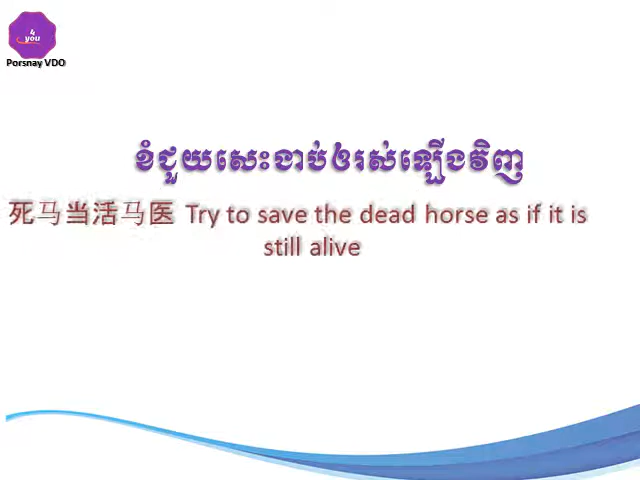 4
you
Porsnay VDO
ខំជួយសេះងាប់ឲរស់ឡើងវិញ
死马当活马医 Try to save the dead horse as if it is
still alive